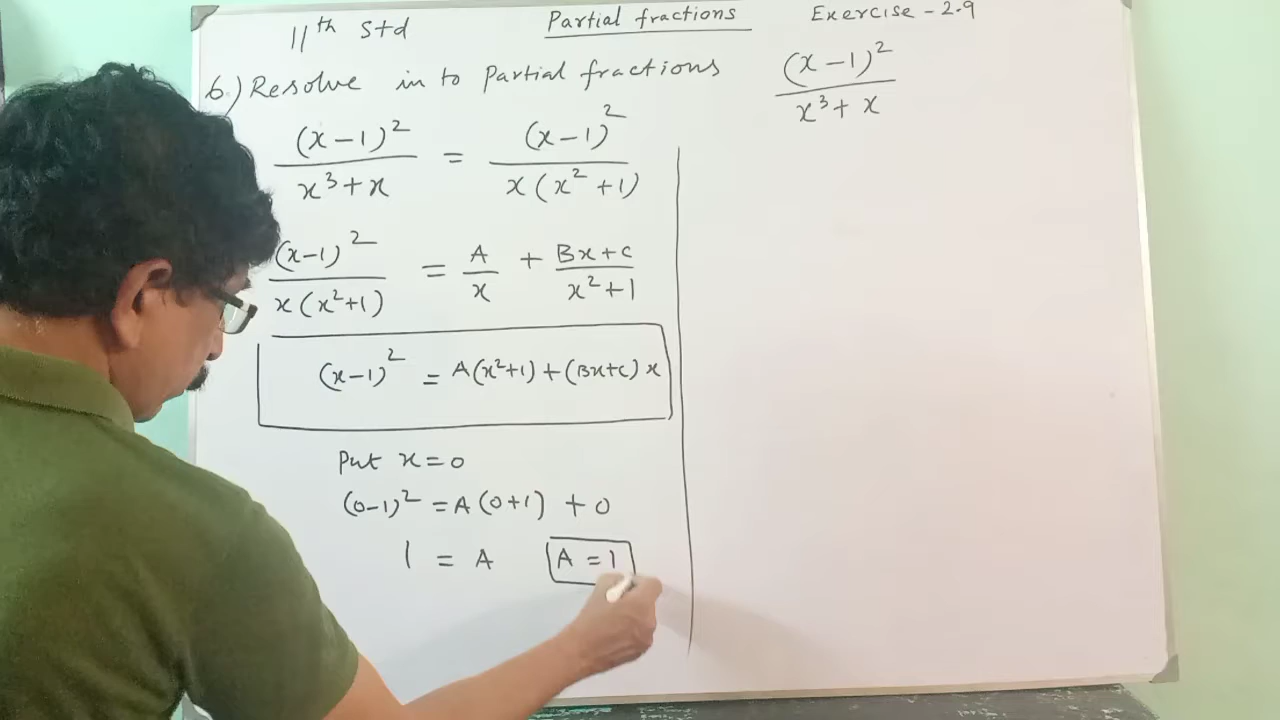 11th Std Partial fractions Exercise - 2.9
6.) Resolve in to Partial fractions (x-1)² / x³+x
(x-1)² / x³+x = (x-1)² / x(x²+1)
(x-1)² / x(x²+1) = A/x + Bx+C / x²+1
(x-1)² = A(x²+1)+(Bx+C)x
Put x=0
(0-1)² = A(0+1) + 0
1 = A A = 1